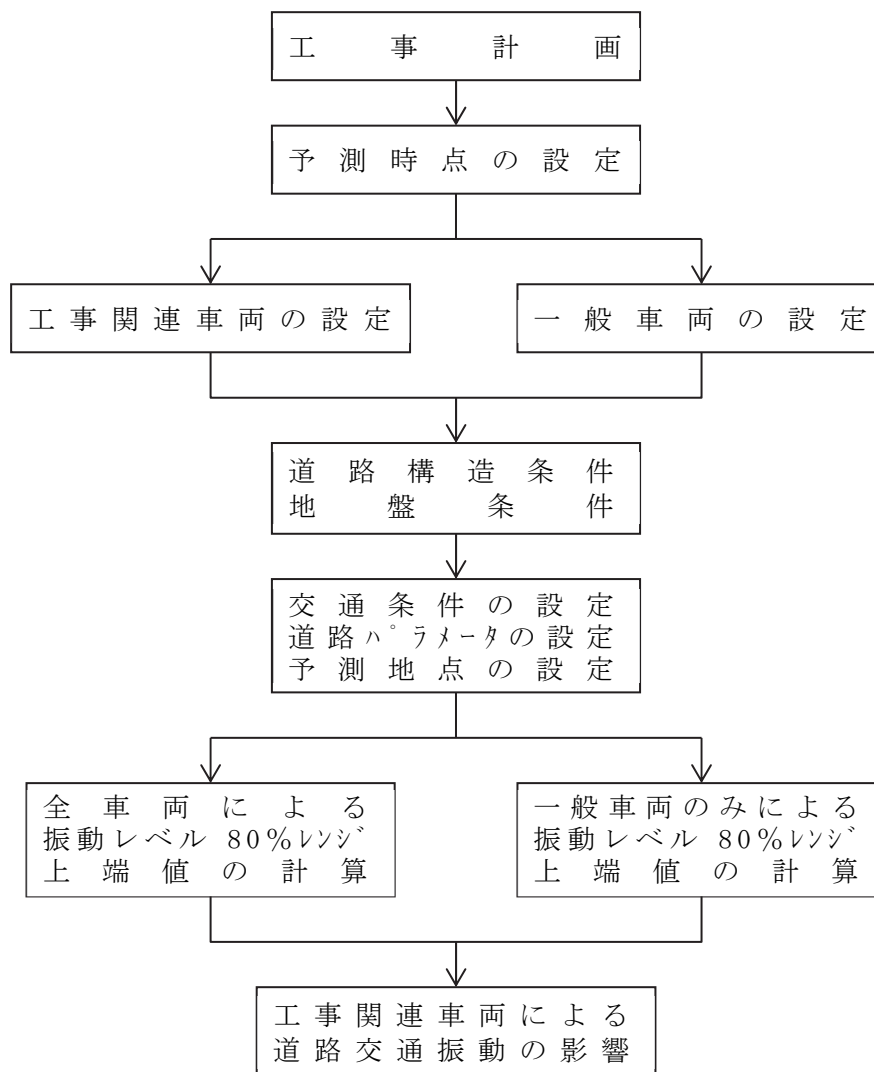 工事計画
予測時点の設定
工事関連車両の設定
一般車両の設定
道路構造条件
地盤条件
交通条件の設定
道路ﾊﾟﾗﾒｰﾀの設定
予測地点の設定
全車両による
振動レベル 80％ﾚﾝｼﾞ
上端値の計算
一般車両のみによる
振動レベル 80％ﾚﾝｼﾞ
上端値の計算
工事関連車両による
道路交通振動の影響